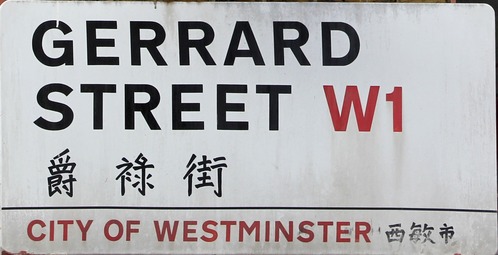 GERRARD
STREET W1
爵祿街
CITY OF WESTMINSTER 西敏市